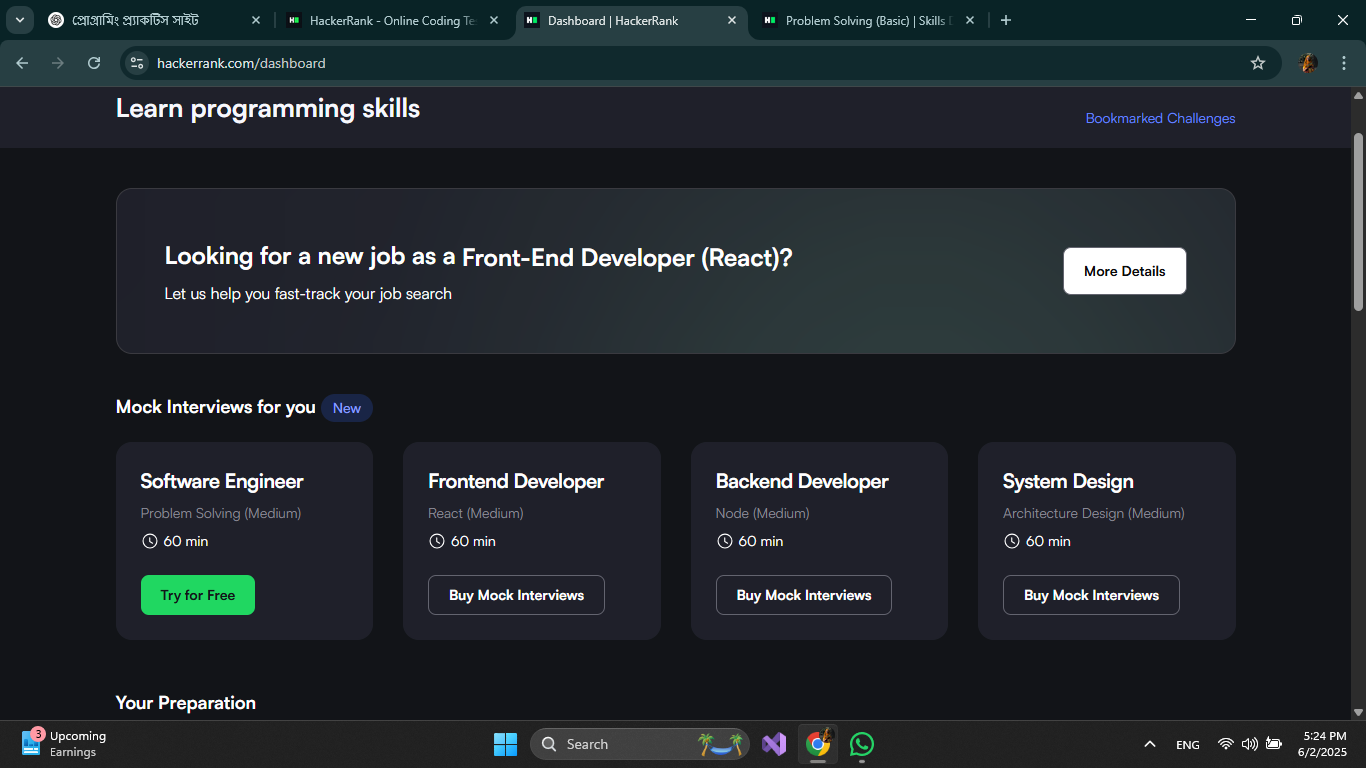 প্রোগ্রামিং প্র্যাকটিস সাইট
HackerRank - Online Coding Te
Dashboard | HackerRank
Problem Solving (Basic) | Skills D
hackerrank.com/dashboard
Learn programming skills
Bookmarked Challenges
Looking for a new job as a Front-End Developer (React)?
Let us help you fast-track your job search
More Details
Mock Interviews for you New
Software Engineer
Problem Solving (Medium)
60 min
Try for Free
Frontend Developer
React (Medium)
60 min
Buy Mock Interviews
Backend Developer
Node (Medium)
60 min
Buy Mock Interviews
System Design
Architecture Design (Medium)
60 min
Buy Mock Interviews
Your Preparation
3
Upcoming
Earnings
Search
ENG
5:24 PM
6/2/2025